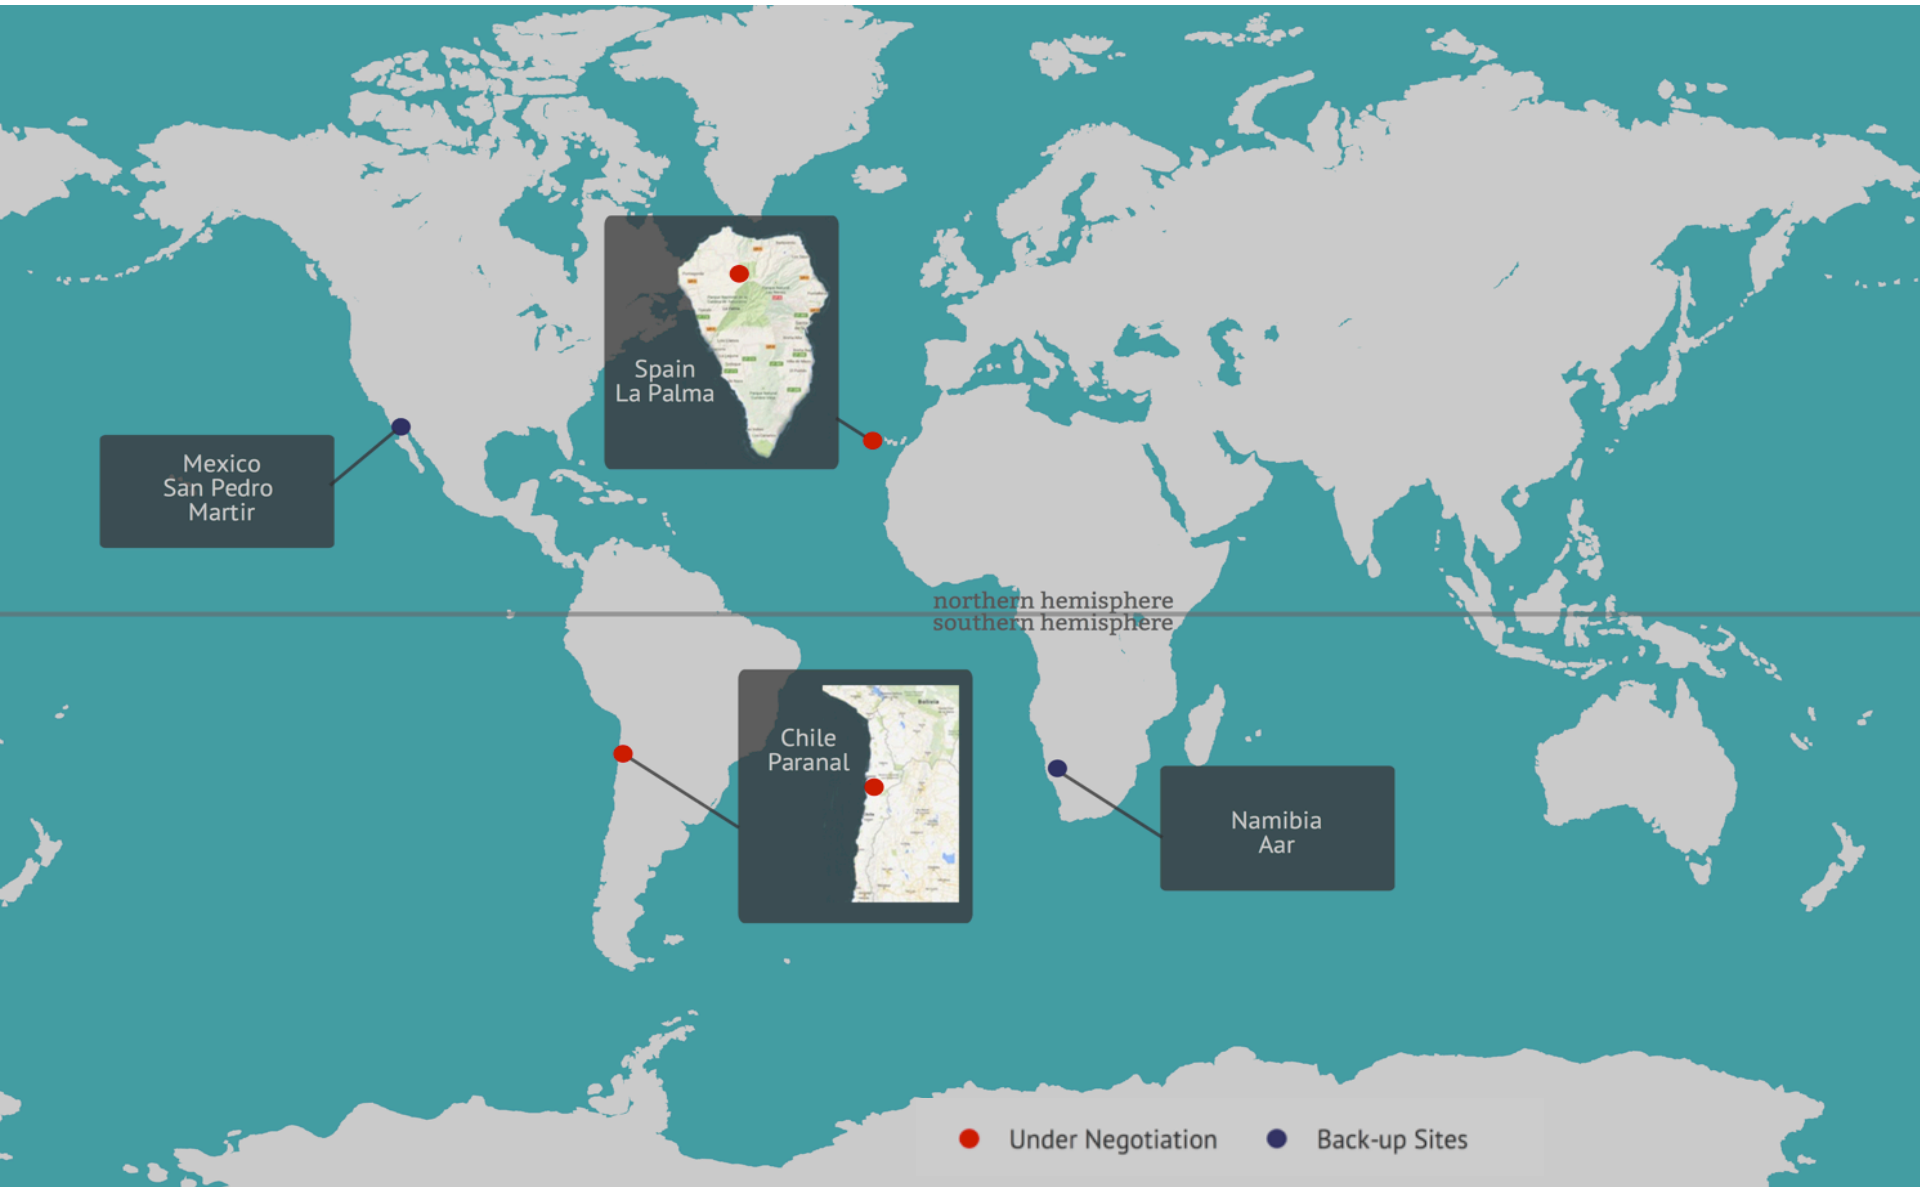 Spain
La Palma
Mexico
San Pedro
Martir
northern hemisphere
southern hemisphere
Bolivia
Chile
Paranal
Namibia
Aar
Under Negotiation
Back-up Sites